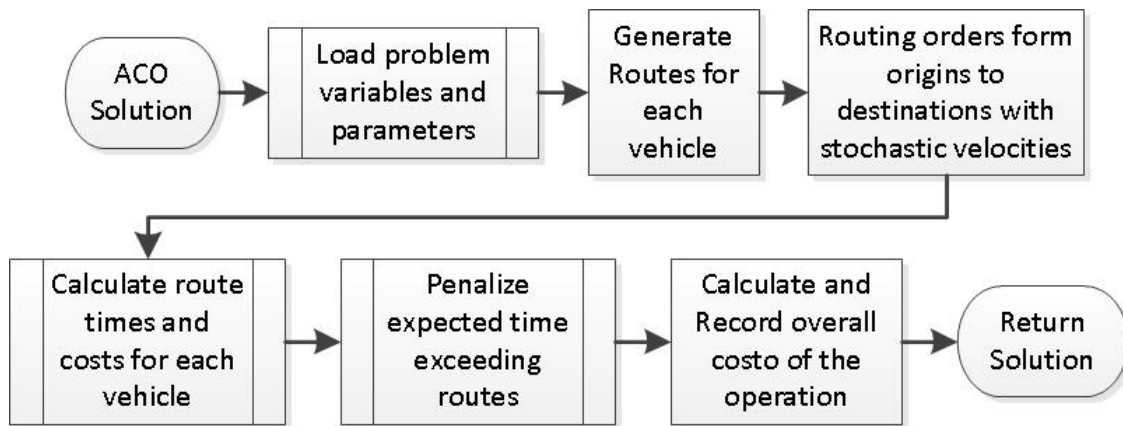 ACO
Solution
Load problem
variables and
parameters
Generate
Routes for
each
vehicle
Routing orders form
origins to
destinations with
stochastic velocities
Calculate route
times and
costs for each
vehicle
Penalize
expected time
exceeding
routes
Calculate and
Record overall
costo of the
operation
Return
Solution